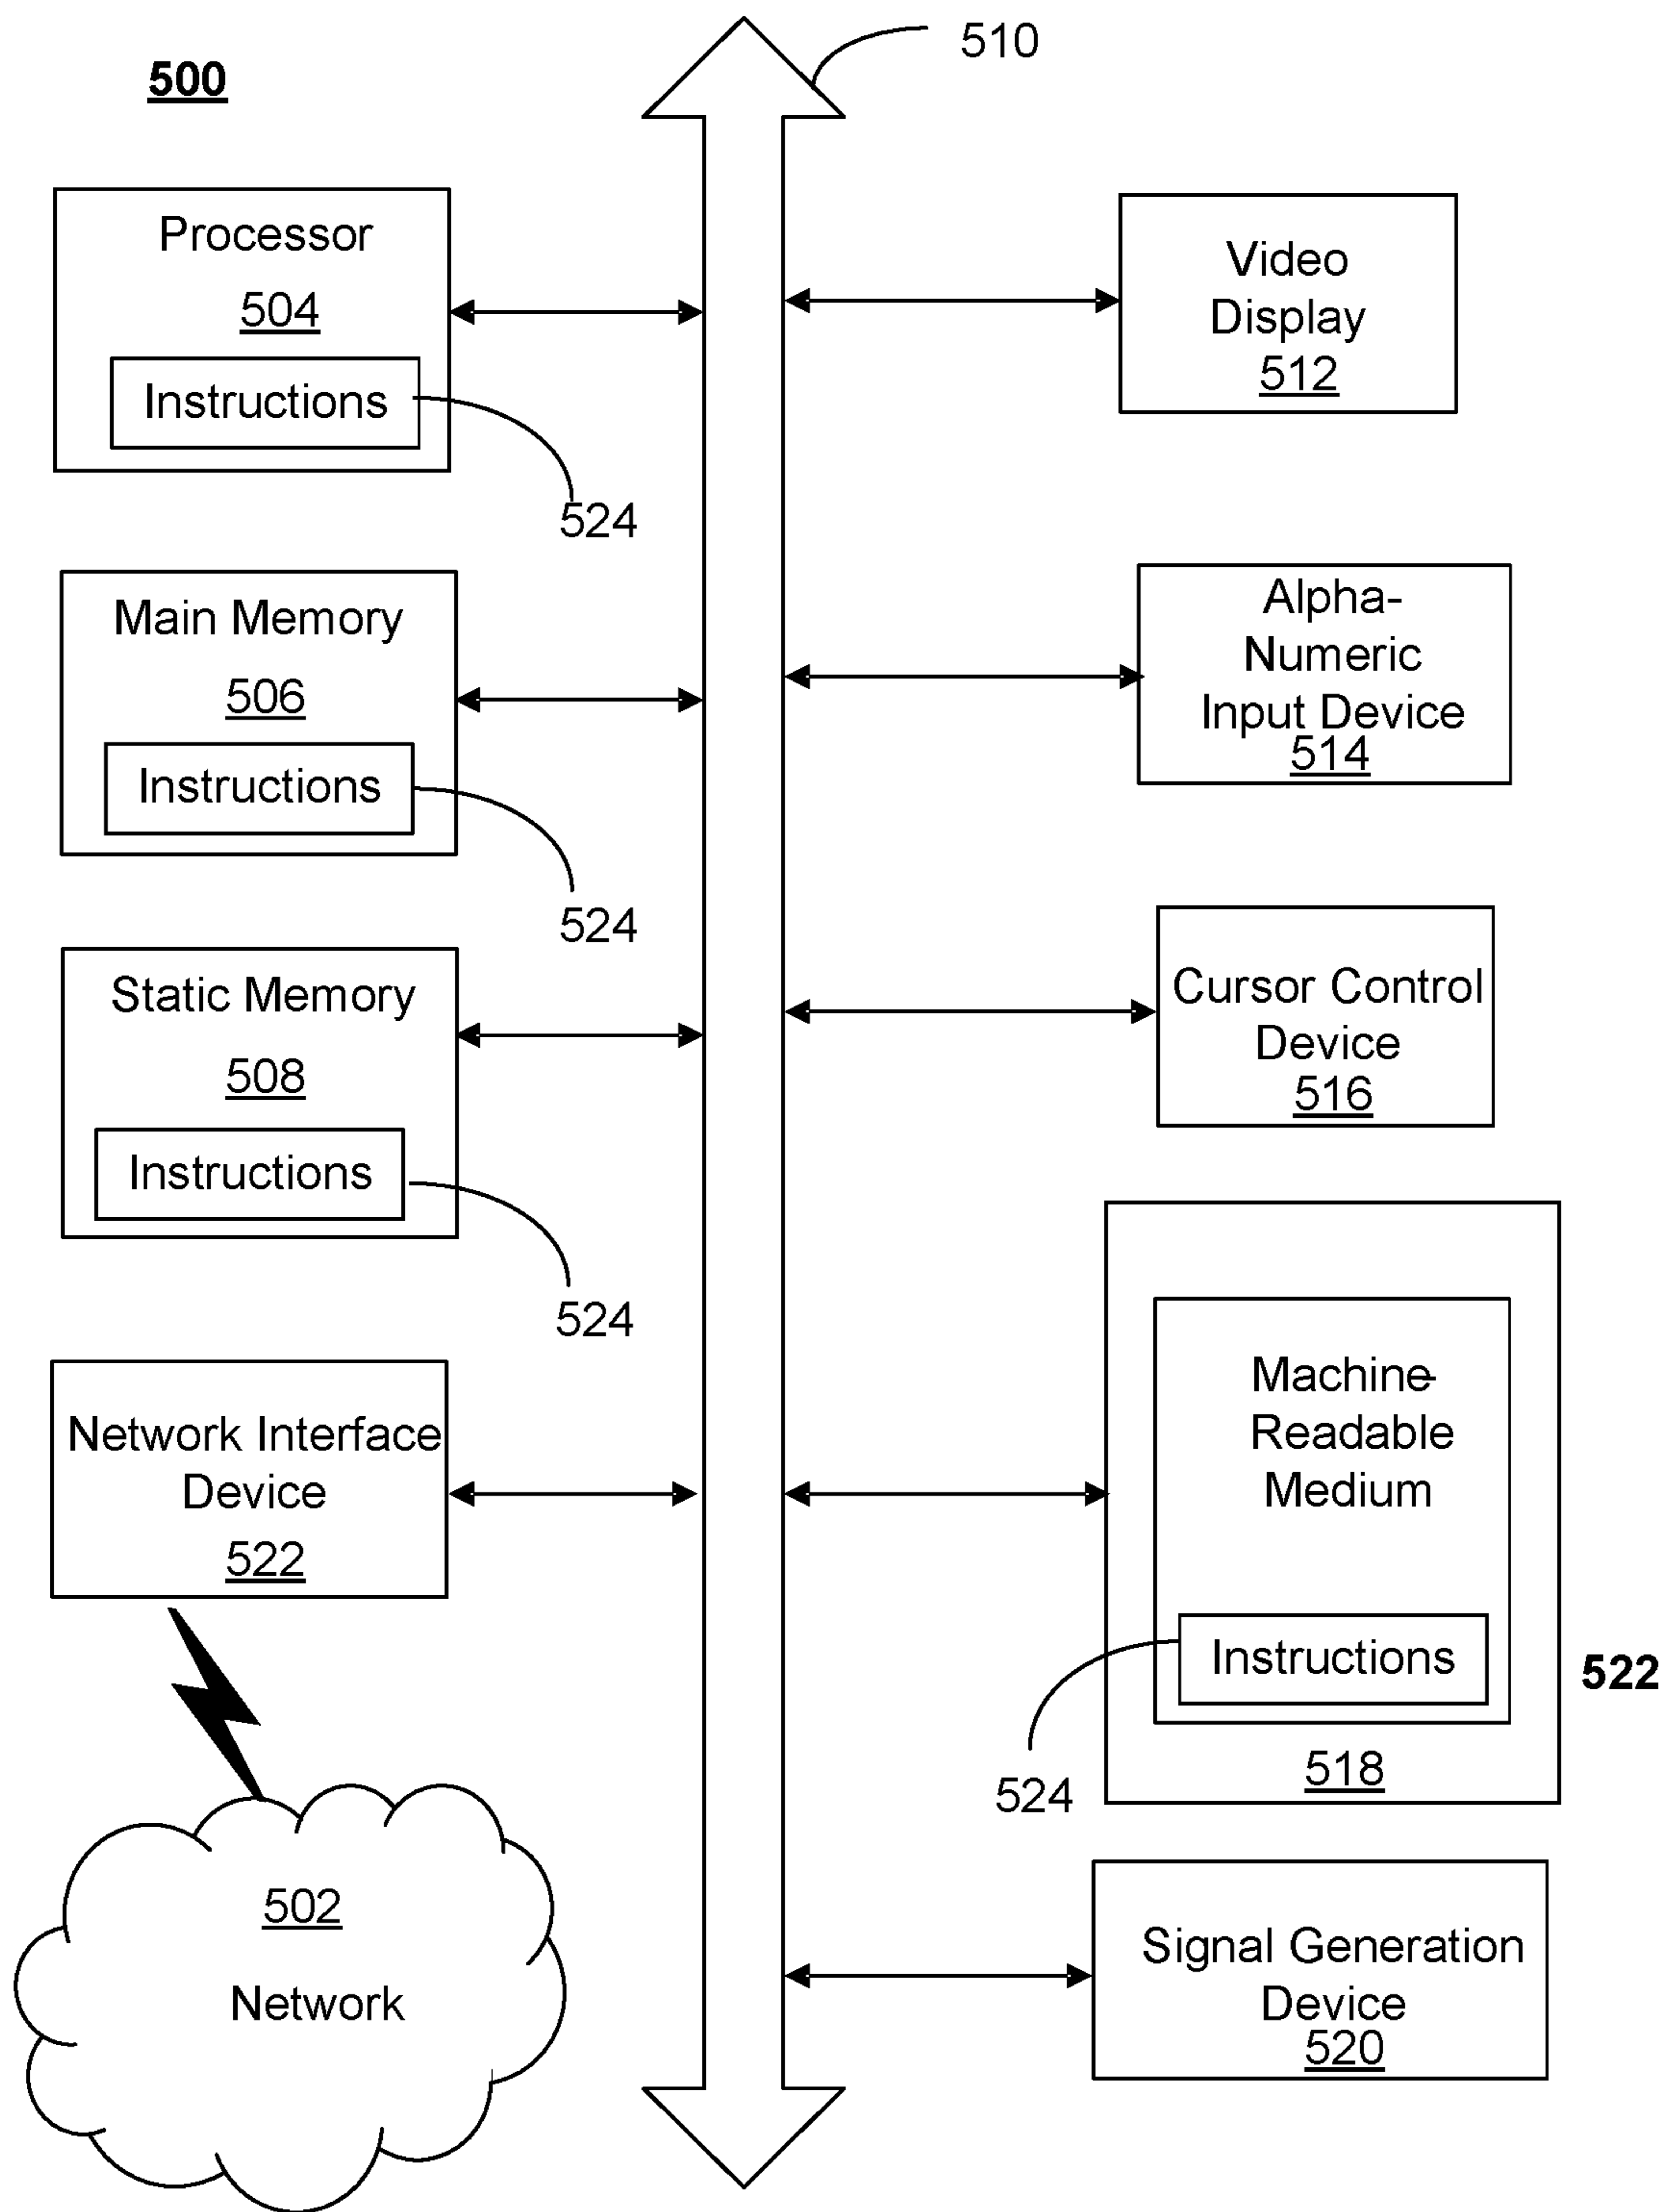 500
510
Processor
504
Instructions
524
Main Memory
506
Instructions
524
Static Memory
508
Instructions
524
Network Interface
Device
522
502
Network
Video
Display
512
Alpha-
Numeric
Input Device
514
Cursor Control
Device
516
Machine-
Readable
Medium
Instructions
522
518
524
Signal Generation
Device
520